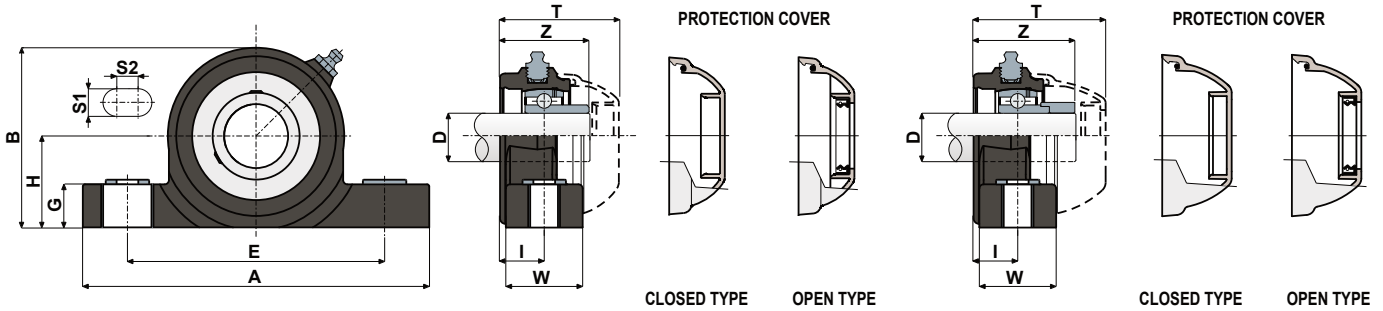 T
Z
PROTECTION COVER
T
Z
PROTECTION COVER
S2
S1
B
H
G
D
D
E
A
I
W
I
W
CLOSED TYPE
OPEN TYPE
CLOSED TYPE
OPEN TYPE